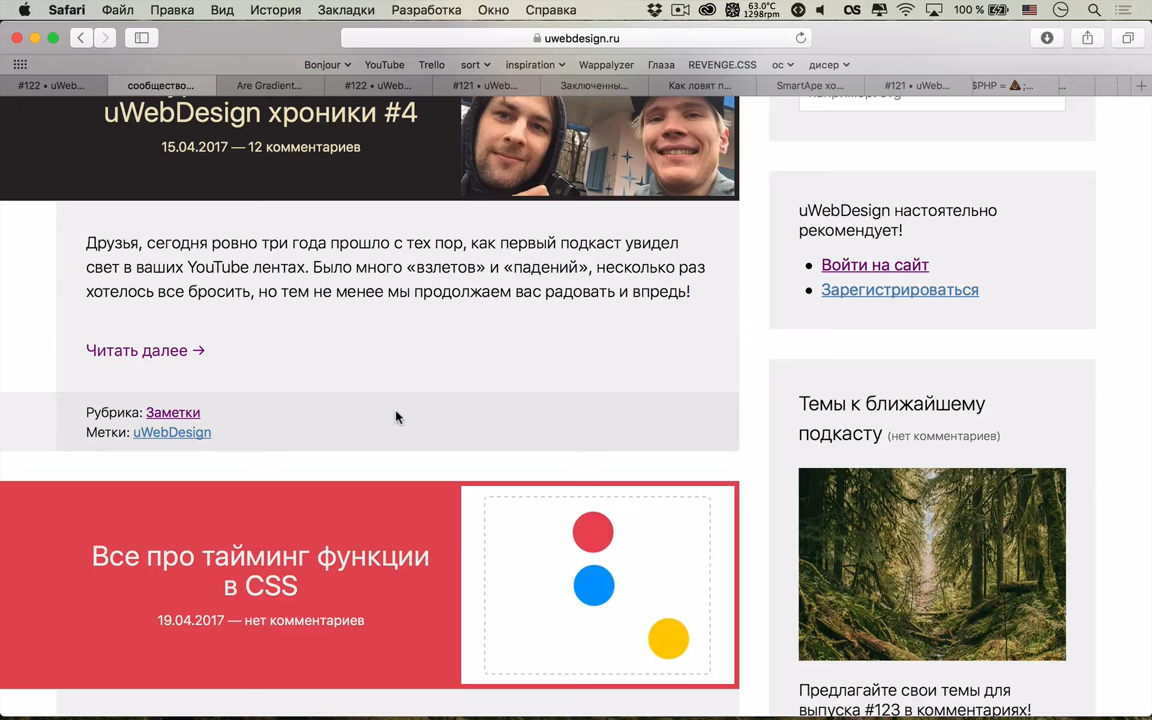 Safari Файл Правка Вид История Закладки Разработка Окно Справка 63.0°C 1298rpm 100 %
uwebdesign.ru
Bonjour YouTube Trello sort inspiration Wappalyzer Глаза REVENGE.CSS ос дисер
#122 • uWeb... сообщество... Are Gradient... #122 • uWeb... #121 • uWeb... Заключенны... Как ловят п... SmartApe хо... #121 • uWeb... $PHP = 💩;... ...
uWebDesign хроники #4
15.04.2017 — 12 комментариев
Друзья, сегодня ровно три года прошло с тех пор, как первый подкаст увидел
свет в ваших YouTube лентах. Было много «взлетов» и «падений», несколько раз
хотелось все бросить, но тем не менее мы продолжаем вас радовать и впредь!
Читать далее →
Рубрика: Заметки
Метки: uWebDesign
Все про тайминг функции
в CSS
19.04.2017 — нет комментариев
uWebDesign настоятельно
рекомендует!
Войти на сайт
Зарегистрироваться
Темы к ближайшему
подкасту (нет комментариев)
Предлагайте свои темы для
выпуска #123 в комментариях!